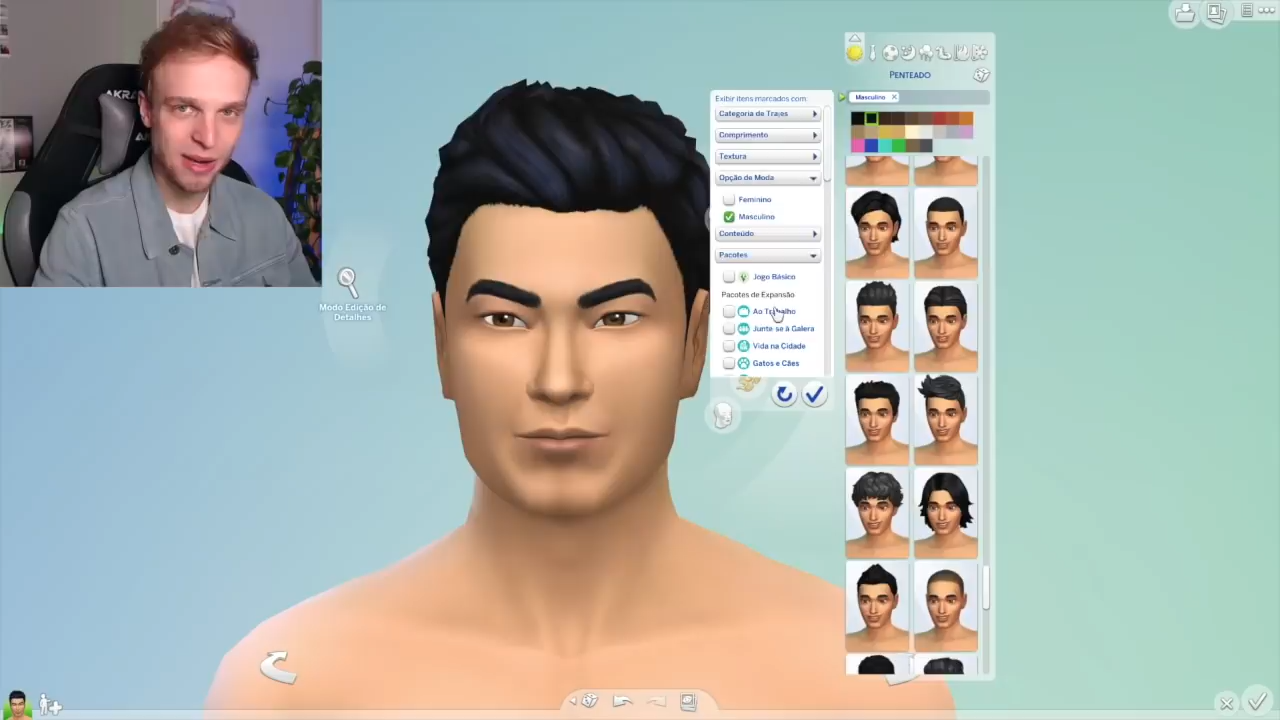 AKRA
Modo Edição de
Detalhes
Exibir itens marcados com:
Categoria de Trajes
Comprimento
Textura
Opção de Moda
Feminino
Masculino
Conteúdo
Pacotes
Jogo Básico
Pacotes de Expansão
Ao Trabalho
Junte-se à Galera
Vida na Cidade
Gatos e Cães
PENTEADO
Masculino